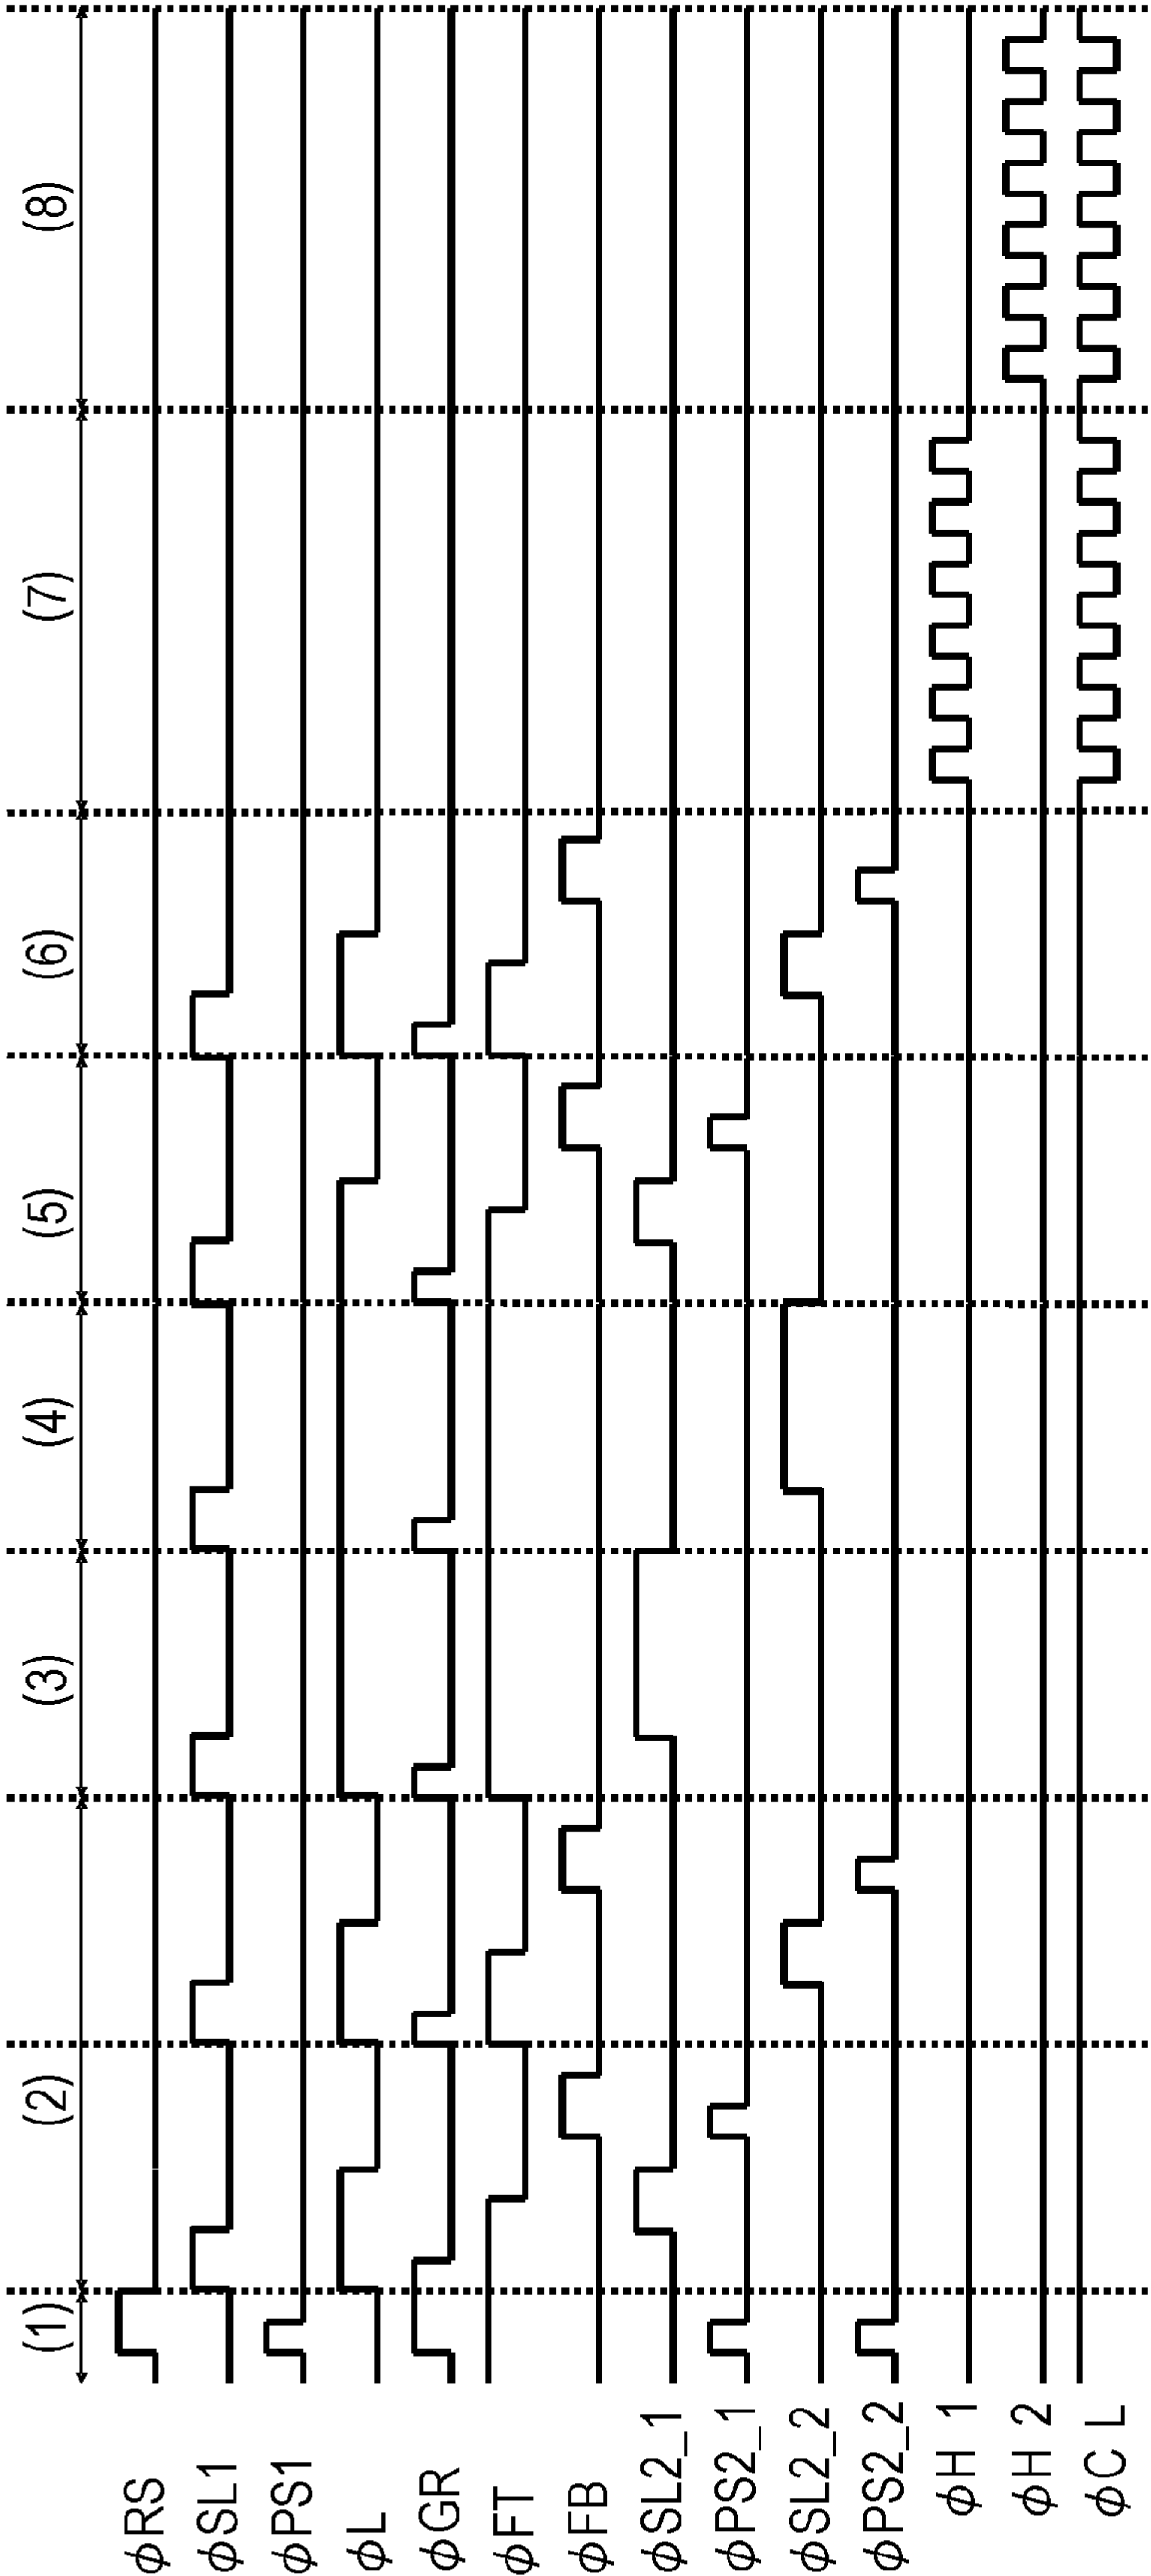 (1) (2) (3) (4) (5) (6) (7) (8)
ϕRS
ϕSL1
ϕPS1
ϕL
ϕGR
ϕFT
ϕFB
ϕSL2_1
ϕPS2_1
ϕSL2_2
ϕPS2_2
ϕH 1
ϕH 2
ϕC L